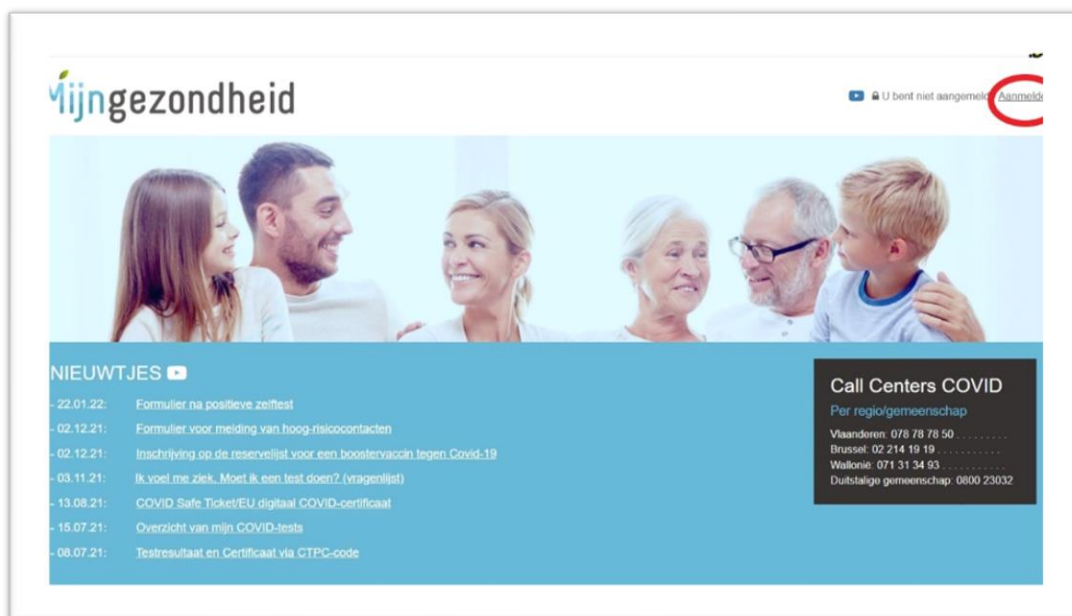 Mijngezondheid
U bent niet aangemeld Aanmelde
NIEUWTJES
- 22.01.22: Formulier na positieve zelftest
- 02.12.21: Formulier voor melding van hoog-risicocontacten
- 02.12.21: Inschrijving op de reservelijst voor een boostervaccin tegen Covid-19
- 03.11.21: Ik voel me ziek. Moet ik een test doen? (vragenlijst)
- 13.08.21: COVID Safe Ticket/EU digitaal COVID-certificaat
- 15.07.21: Overzicht van mijn COVID-tests
- 08.07.21: Testresultaat en Certificaat via CTPC-code
Call Centers COVID
Per regio/gemeenschap
Vlaanderen: 078 78 78 50 . . . . . . . . .
Brussel: 02 214 19 19 . . . . . . . . . . .
Wallonië: 071 31 34 93 . . . . . . . . . . .
Duitstalige gemeenschap: 0800 23032